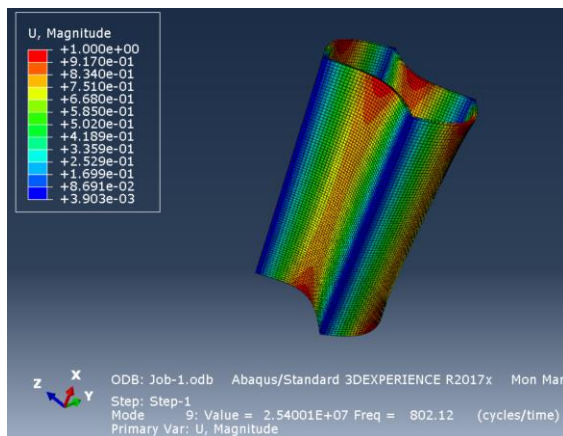 U, Magnitude
+1.000e+00
+9.170e-01
+8.340e-01
+7.510e-01
+6.680e-01
+5.850e-01
+5.020e-01
+4.189e-01
+3.359e-01
+2.529e-01
+1.699e-01
+8.691e-02
+3.903e-03
X
Z
Y
ODB: Job-1.odb Abaqus/Standard 3DEXPERIENCE R2017x Mon Mar
Step: Step-1
Mode 9: Value = 2.54001E+07 Freq = 802.12 (cycles/time)
Primary Var: U, Magnitude